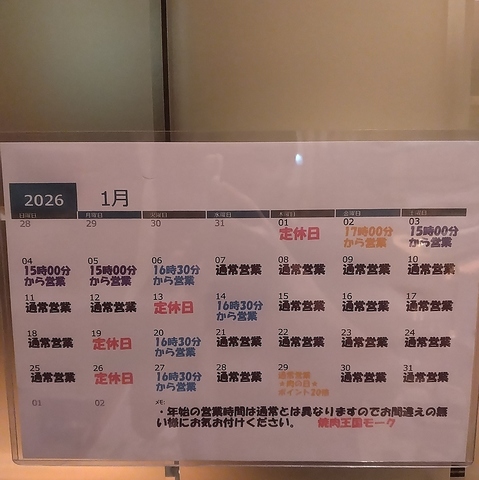 2026 1月
日曜日 月曜日 火曜日 水曜日 木曜日 金曜日 土曜日
28 29 30 31 01 02 03
定休日 17時00分 15時00分
から営業 から営業
04 05 06 07 08 09 10
15時00分 15時00分 16時30分 通常営業 通常営業 通常営業 通常営業
から営業 から営業 から営業
11 12 13 14 15 16 17
通常営業 通常営業 定休日 16時30分 通常営業 通常営業 通常営業
から営業
18 19 20 21 22 23 24
通常営業 定休日 16時30分 通常営業 通常営業 通常営業 通常営業
から営業
25 26 27 28 29 30 31
通常営業 定休日 16時30分 通常営業 通常営業 通常営業 通常営業
から営業 ★肉の日★
ポイント20倍
01 02 メモ:
・年始の営業時間は通常とは異なりますのでお間違えの無
い様にお気お付けください。 焼肉王国モーク